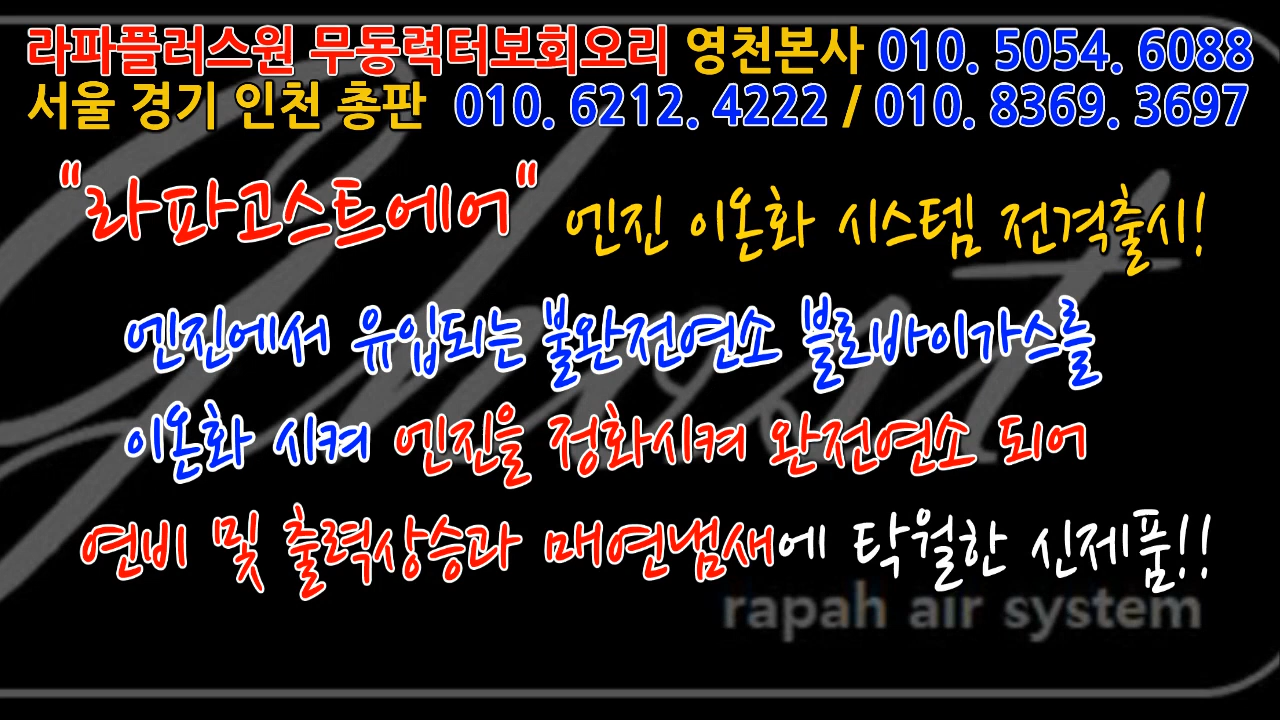 라파플러스원 무동력터보회오리 영천본사 010. 5054. 6088
서울 경기 인천 총판 010. 6212. 4222 / 010. 8369. 3697
"라파고스트에어" 엔진 이온화 시스템 전격출시!
엔진에서 유입되는 불완전연소 블로바이가스를
이온화 시켜 엔진을 정화시켜 완전연소 되어
연비 및 출력상승과 매연냄새에 탁월한 신제품!!
Ghost
rapah air system